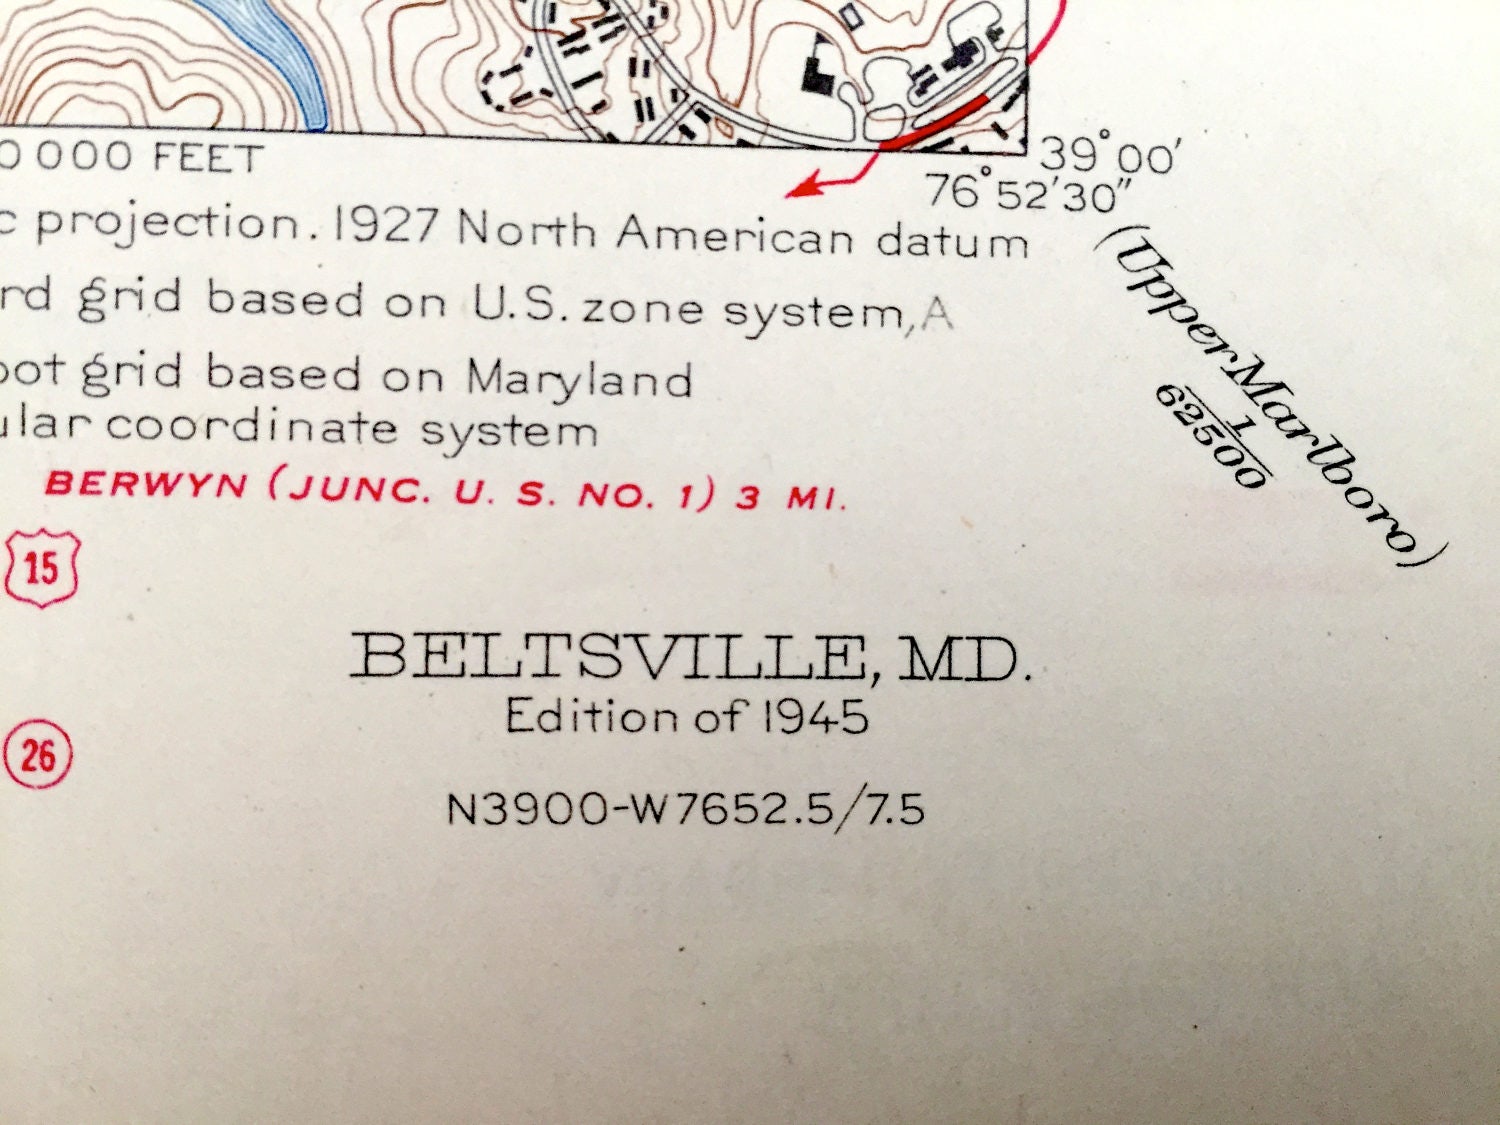 0 000 FEET
39°00'
76°52'30"
c projection. 1927 North American datum
rd grid based on U.S. zone system, A
oot grid based on Maryland
ular coordinate system
BERWYN (JUNC. U. S. NO. 1) 3 MI.
(Upper Marlboro)
1
62500
15
BELTSVILLE, MD.
Edition of 1945
26
N3900-W7652.5/7.5